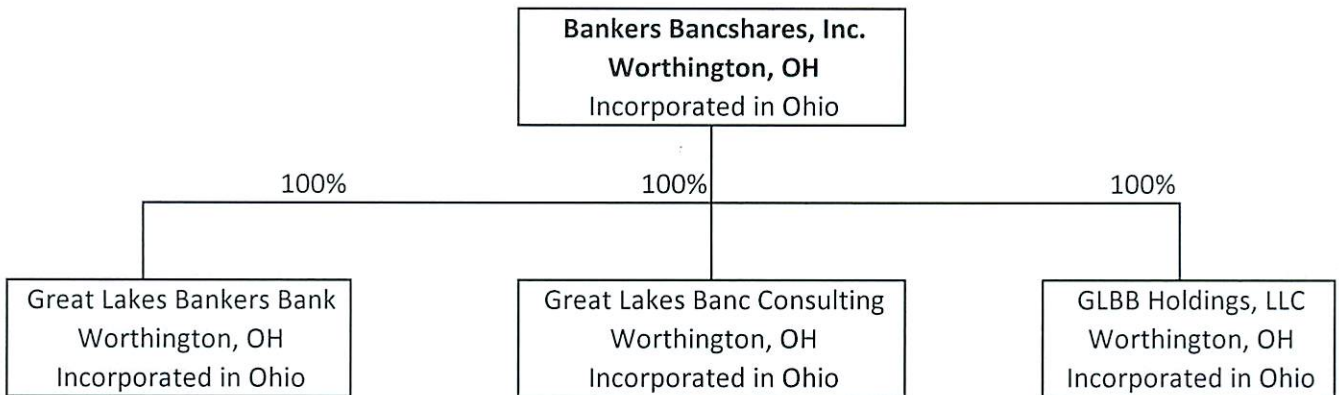 Bankers Bancshares, Inc.
Worthington, OH
Incorporated in Ohio
100%
100%
100%
Great Lakes Bankers Bank
Worthington, OH
Incorporated in Ohio
Great Lakes Banc Consulting
Worthington, OH
Incorporated in Ohio
GLBB Holdings, LLC
Worthington, OH
Incorporated in Ohio